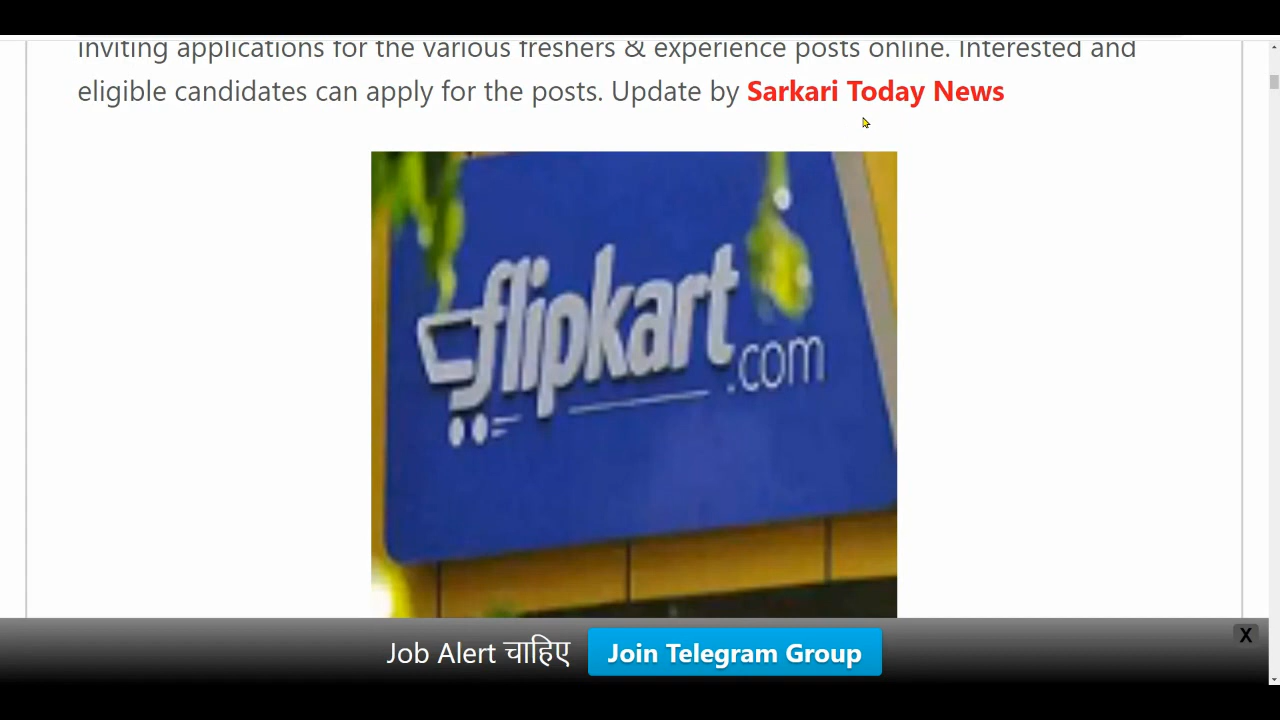 inviting applications for the various freshers & experience posts online. Interested and
eligible candidates can apply for the posts. Update by Sarkari Today News
flipkart
.com
Job Alert चाहिए Join Telegram Group
X